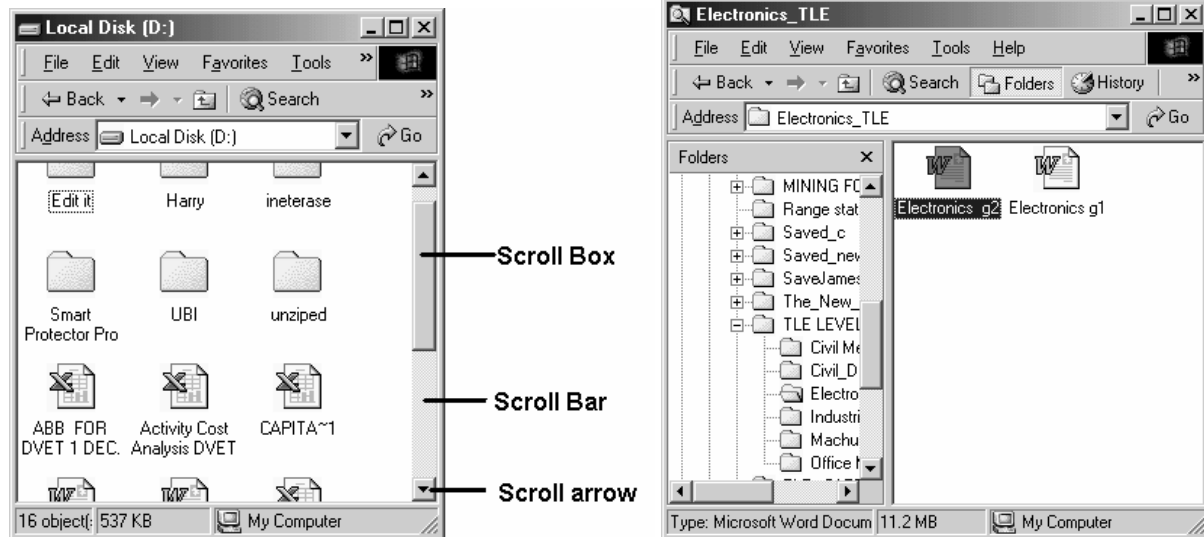 Local Disk (D:)
File Edit View Favorites Tools »
Back Search »
Address Local Disk (D:) Go
Edit it Harry ineterase
Smart Protector Pro UBI unziped
ABB FOR DVET 1 DEC. Activity Cost Analysis DVET CAPITA~1
16 object(: 537 KB My Computer
Scroll Box
Scroll Bar
Scroll arrow
Electronics_TLE
File Edit View Favorites Tools Help
Back Search Folders History »
Address Electronics_TLE Go
Folders ×
MINING FO
Range stat
Saved_c
Saved_new
SaveJames
The_New_
TLE LEVEL
Civil Me
Civil_D
Electro
Industri
Machu
Office M
Electronics g2 Electronics g1
Type: Microsoft Word Docum 11.2 MB My Computer